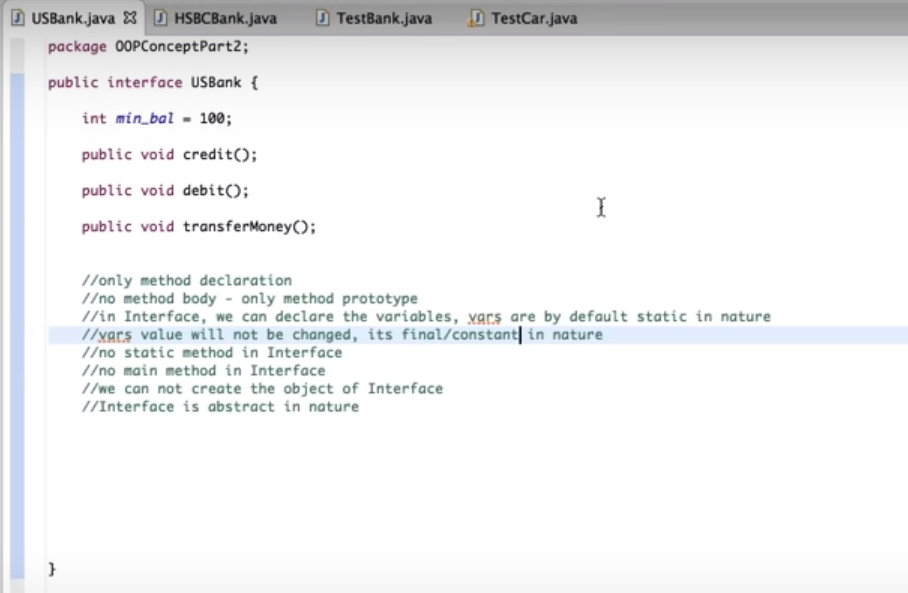 USBank.java HSBCBank.java TestBank.java TestCar.java
package OOPConceptPart2;
public interface USBank {
int min_bal = 100;
public void credit();
public void debit();
public void transferMoney();
//only method declaration
//no method body - only method prototype
//in Interface, we can declare the variables, vars are by default static in nature
//vars value will not be changed, its final/constant in nature
//no static method in Interface
//no main method in Interface
//we can not create the object of Interface
//Interface is abstract in nature
}